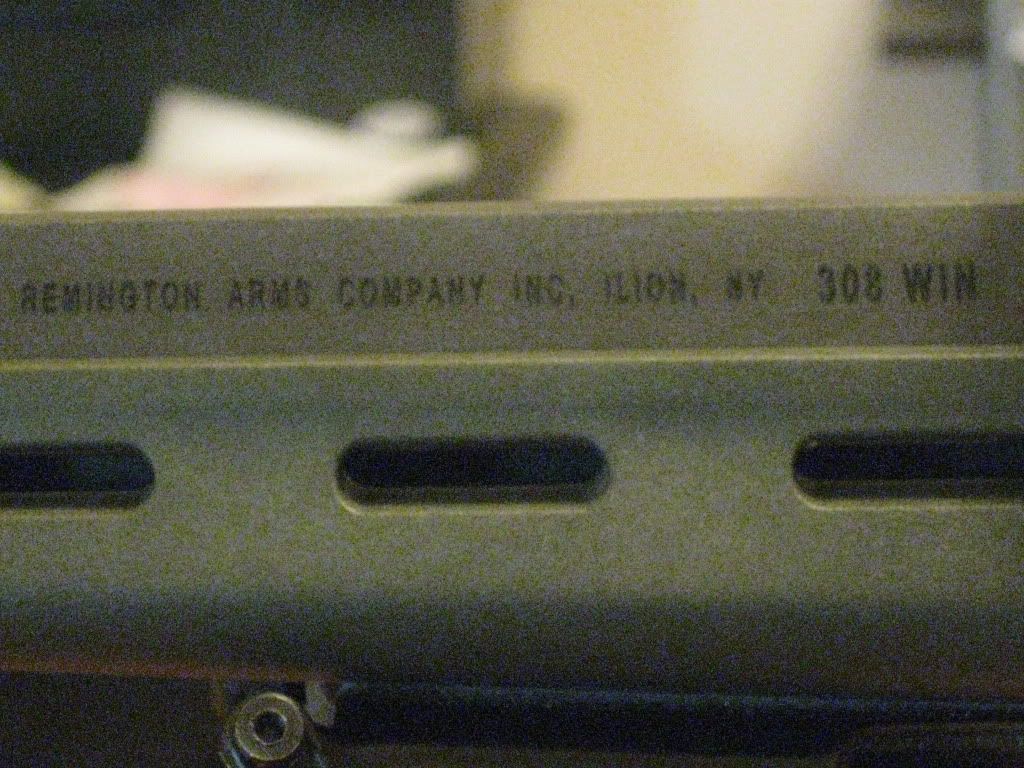 REMINGTON ARMS COMPANY INC, ILION, NY 308 WIN